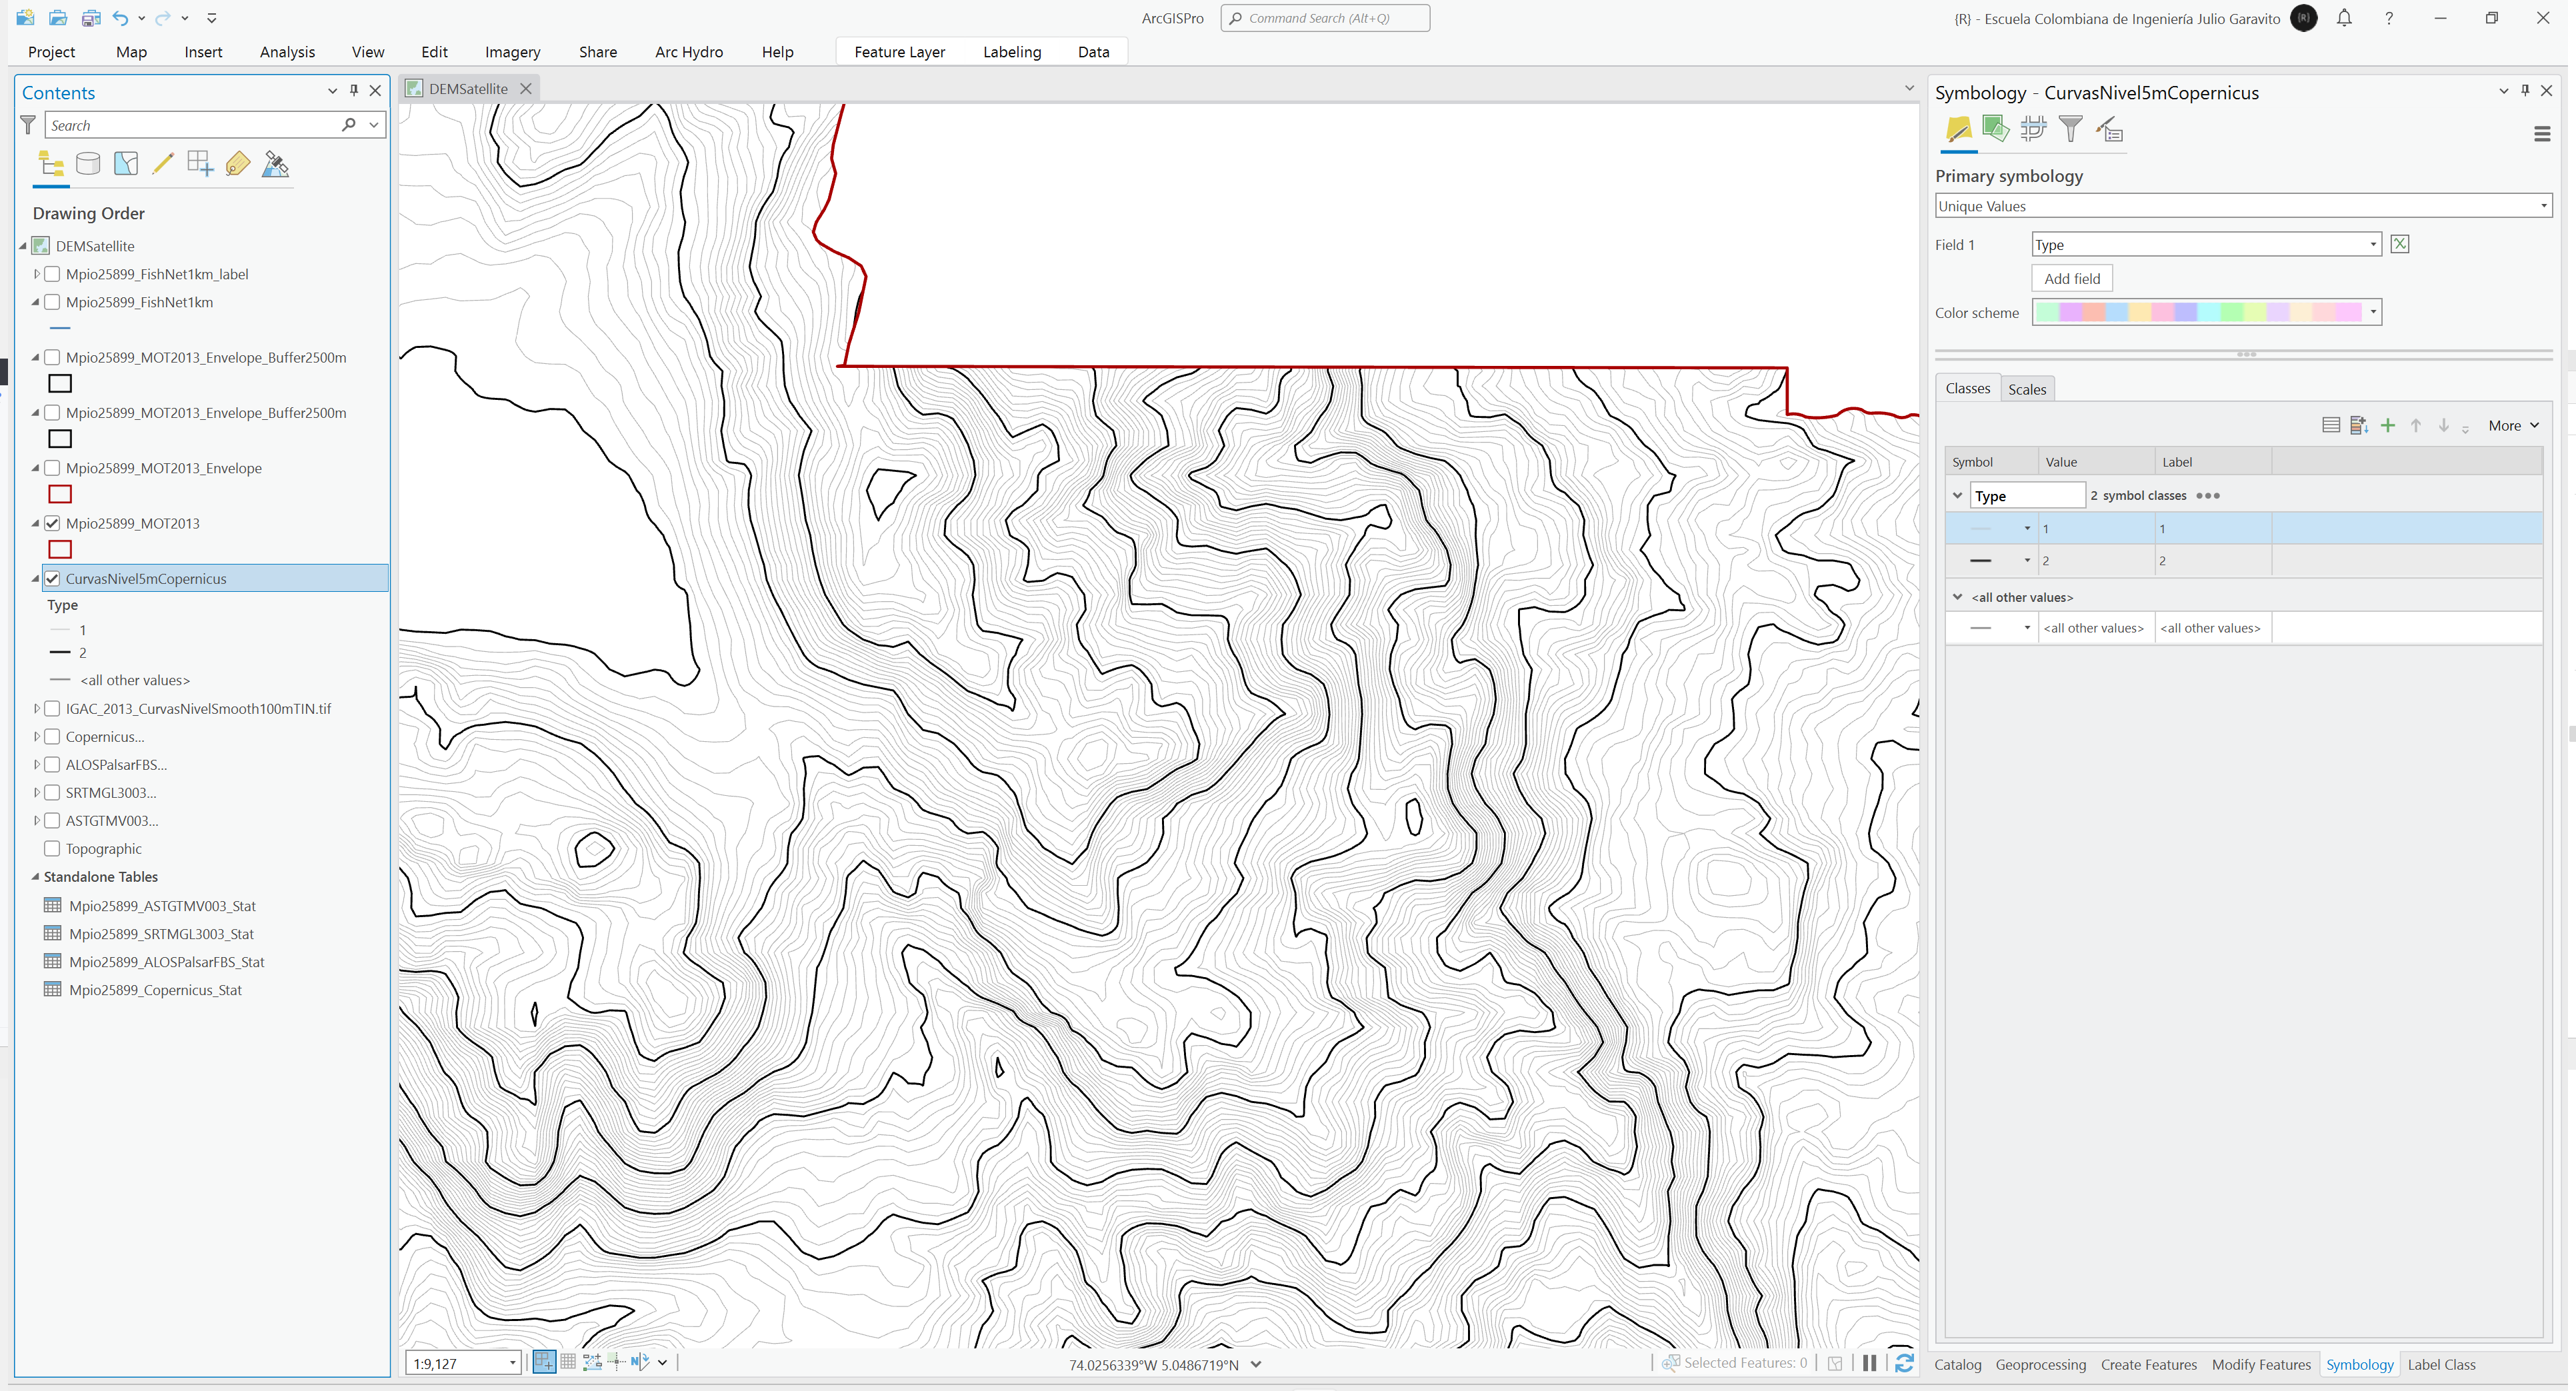 ArcGISPro
Command Search (Alt+Q)
{R} - Escuela Colombiana de Ingeniería Julio Garavito
{R}
?
Project Map Insert Analysis View Edit Imagery Share Arc Hydro Help Feature Layer Labeling Data
Contents
Search
Drawing Order
DEMSatellite
Mpio25899_FishNet1km_label
Mpio25899_FishNet1km
Mpio25899_MOT2013_Envelope_Buffer2500m
Mpio25899_MOT2013_Envelope_Buffer2500m
Mpio25899_MOT2013_Envelope
Mpio25899_MOT2013
CurvasNivel5mCopernicus
Type
1
2
<all other values>
IGAC_2013_CurvasNivelSmooth100mTIN.tif
Copernicus...
ALOSPalsarFBS...
SRTMGL3003...
ASTGTMV003...
Topographic
Standalone Tables
Mpio25899_ASTGTMV003_Stat
Mpio25899_SRTMGL3003_Stat
Mpio25899_ALOSPalsarFBS_Stat
Mpio25899_Copernicus_Stat
DEMSatellite
1:9,127
74.0256339°W 5.0486719°N
Selected Features: 0
Symbology - CurvasNivel5mCopernicus
Primary symbology
Unique Values
Field 1 Type
Add field
Color scheme
Classes Scales
More
Symbol Value Label
Type 2 symbol classes
1 1
2 2
<all other values>
<all other values> <all other values>
Catalog Geoprocessing Create Features Modify Features Symbology Label Class